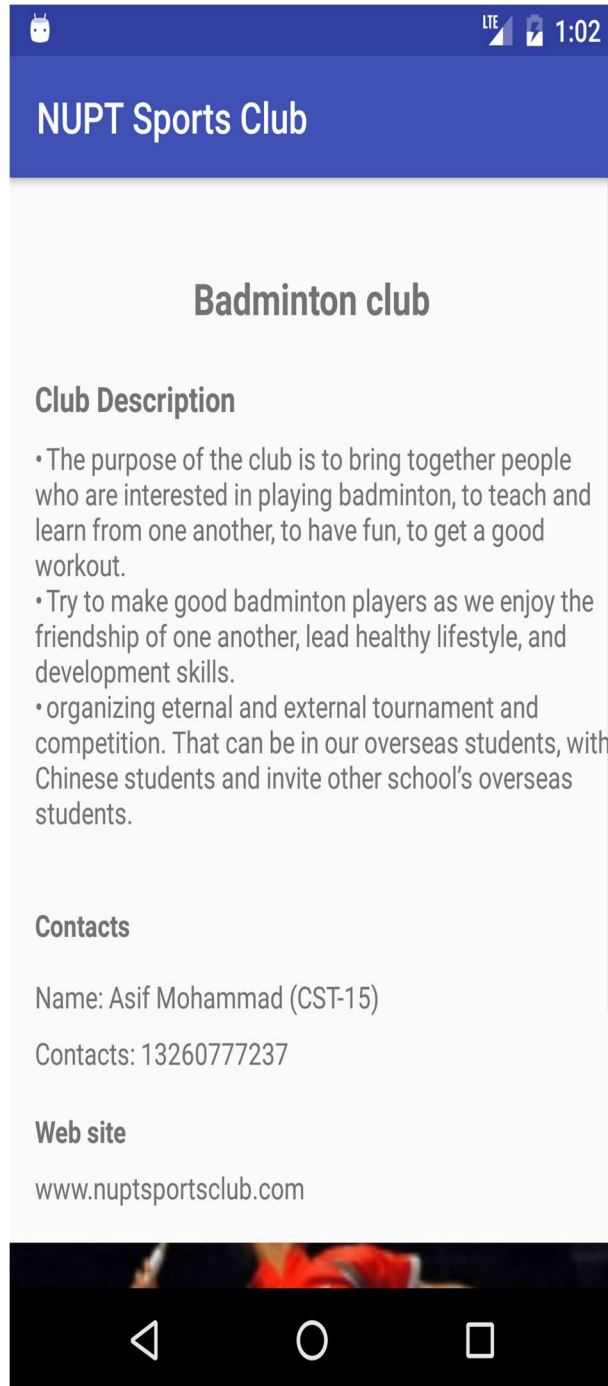 LTE 1:02
NUPT Sports Club
Badminton club
Club Description
• The purpose of the club is to bring together people
who are interested in playing badminton, to teach and
learn from one another, to have fun, to get a good
workout.
• Try to make good badminton players as we enjoy the
friendship of one another, lead healthy lifestyle, and
development skills.
• organizing eternal and external tournament and
competition. That can be in our overseas students, with
Chinese students and invite other school’s overseas
students.
Contacts
Name: Asif Mohammad (CST-15)
Contacts: 13260777237
Web site
www.nuptsportsclub.com